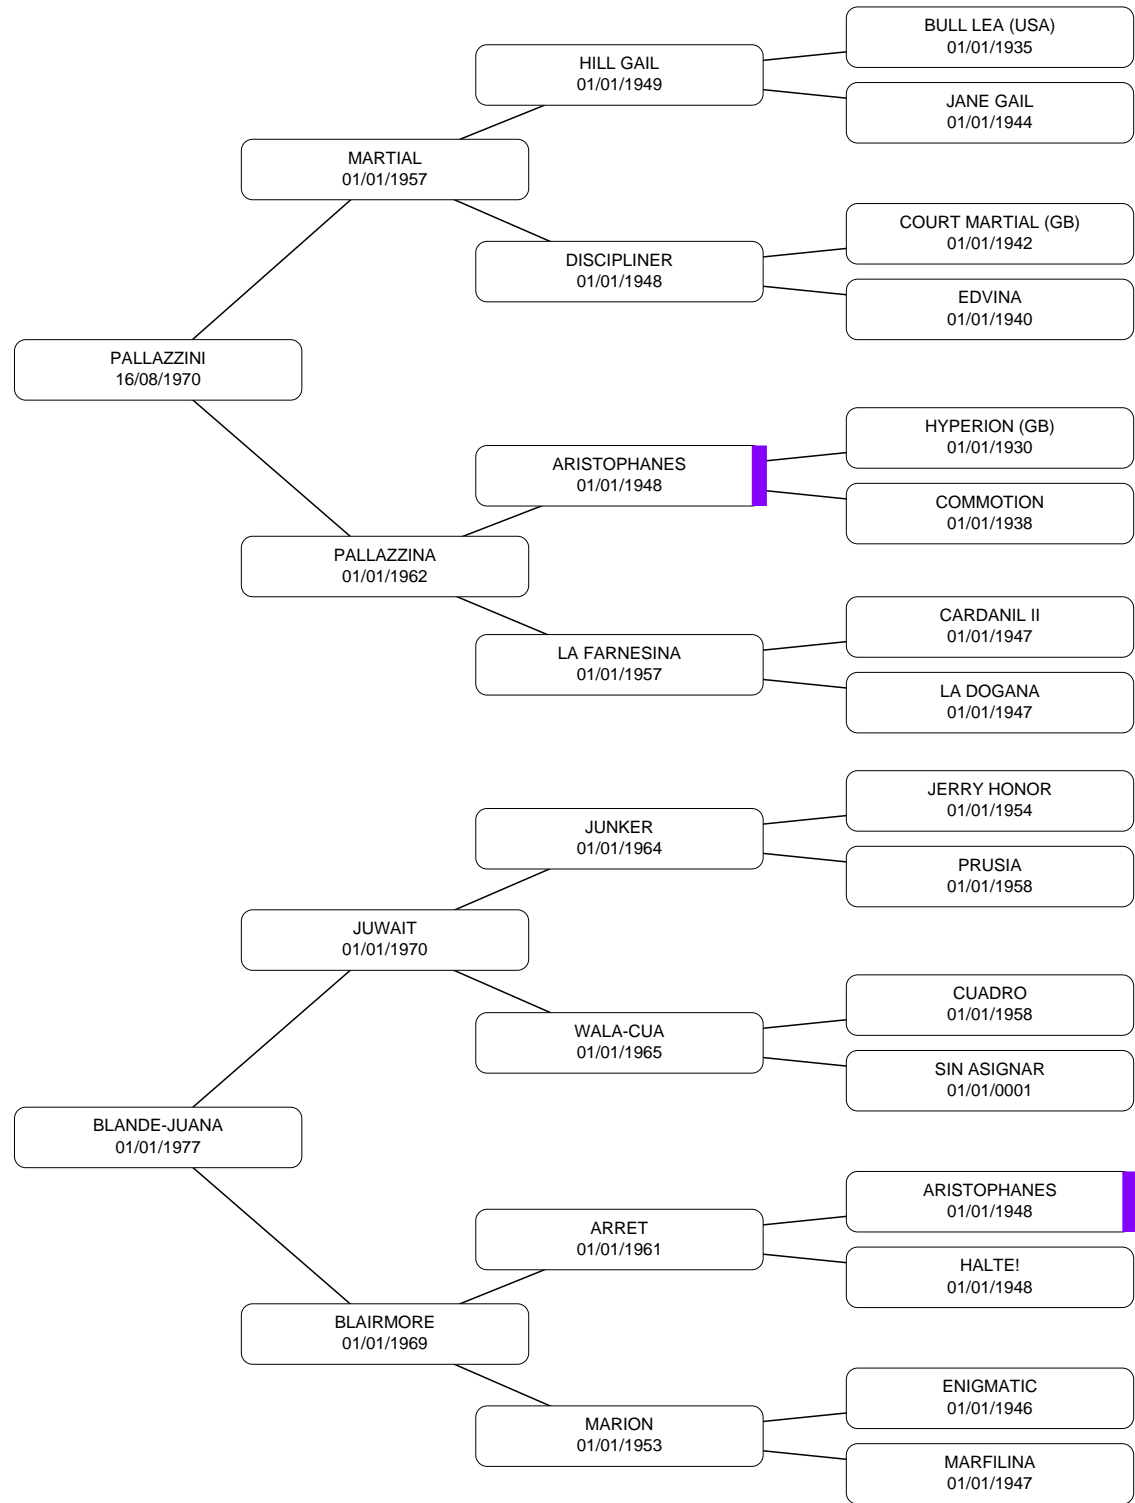 BULL LEA (USA)
01/01/1935
HILL GAIL
01/01/1949
JANE GAIL
01/01/1944
MARTIAL
01/01/1957
COURT MARTIAL (GB)
01/01/1942
DISCIPLINER
01/01/1948
EDVINA
01/01/1940
PALLAZZINI
16/08/1970
HYPERION (GB)
01/01/1930
ARISTOPHANES
01/01/1948
COMMOTION
01/01/1938
PALLAZZINA
01/01/1962
CARDANIL II
01/01/1947
LA FARNESINA
01/01/1957
LA DOGANA
01/01/1947
JERRY HONOR
01/01/1954
JUNKER
01/01/1964
PRUSIA
01/01/1958
JUWAIT
01/01/1970
CUADRO
01/01/1958
WALA-CUA
01/01/1965
SIN ASIGNAR
01/01/0001
BLANDE-JUANA
01/01/1977
ARISTOPHANES
01/01/1948
ARRET
01/01/1961
HALTE!
01/01/1948
BLAIRMORE
01/01/1969
ENIGMATIC
01/01/1946
MARION
01/01/1953
MARFILINA
01/01/1947